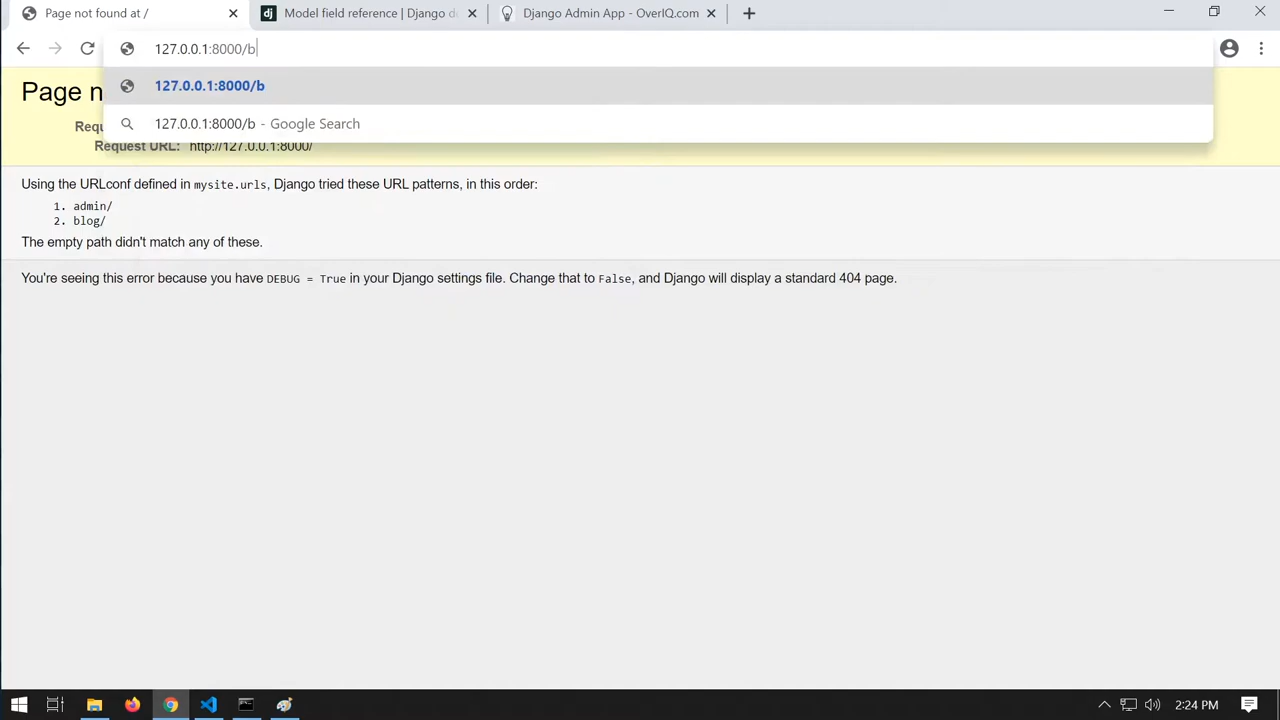 Page not found at /
Model field reference | Django d
Django Admin App - OverIQ.com
127.0.0.1:8000/b
127.0.0.1:8000/b
127.0.0.1:8000/b - Google Search
Page n
Requ
Request URL: http://127.0.0.1:8000/
Using the URLconf defined in mysite.urls, Django tried these URL patterns, in this order:
1. admin/
2. blog/
The empty path didn't match any of these.
You're seeing this error because you have DEBUG = True in your Django settings file. Change that to False, and Django will display a standard 404 page.
2:24 PM